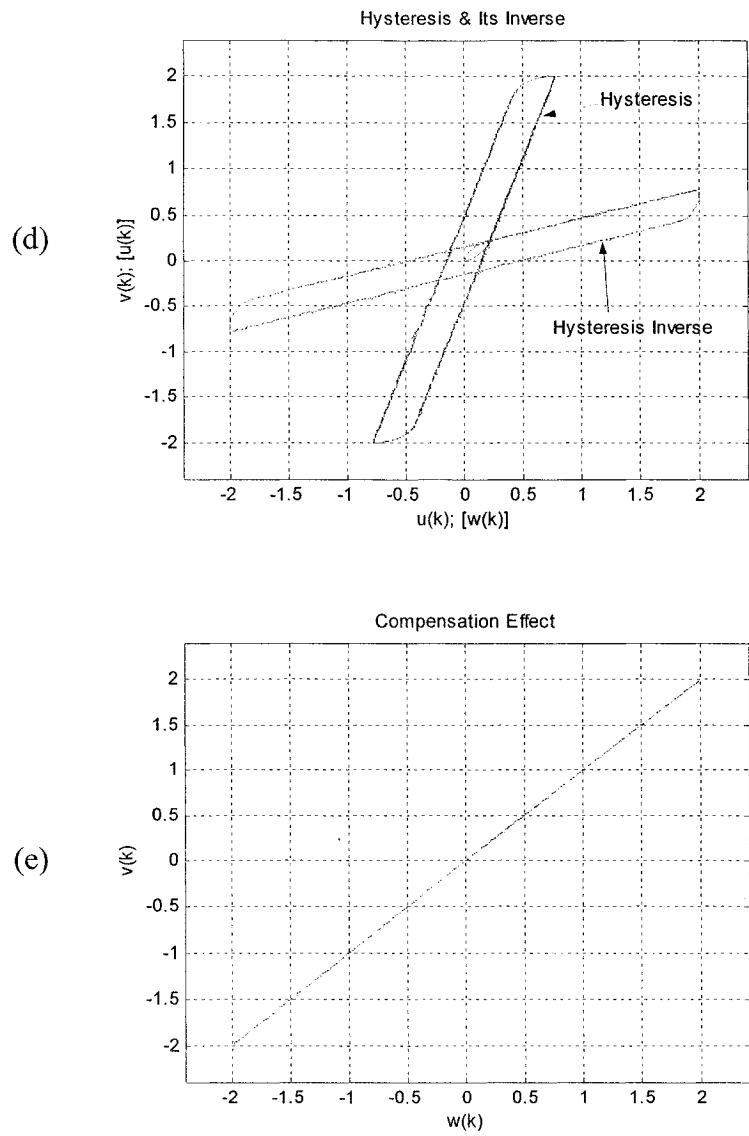 Hysteresis & Its Inverse
2
1.5
1
0.5
0
-0.5
-1
-1.5
-2
v(k); [u(k)]
(d)
Hysteresis
Hysteresis Inverse
-2 -1.5 -1 -0.5 0 0.5 1 1.5 2
u(k); [w(k)]
Compensation Effect
2
1.5
1
0.5
0
-0.5
-1
-1.5
-2
v(k)
(e)
-2 -1.5 -1 -0.5 0 0.5 1 1.5 2
w(k)